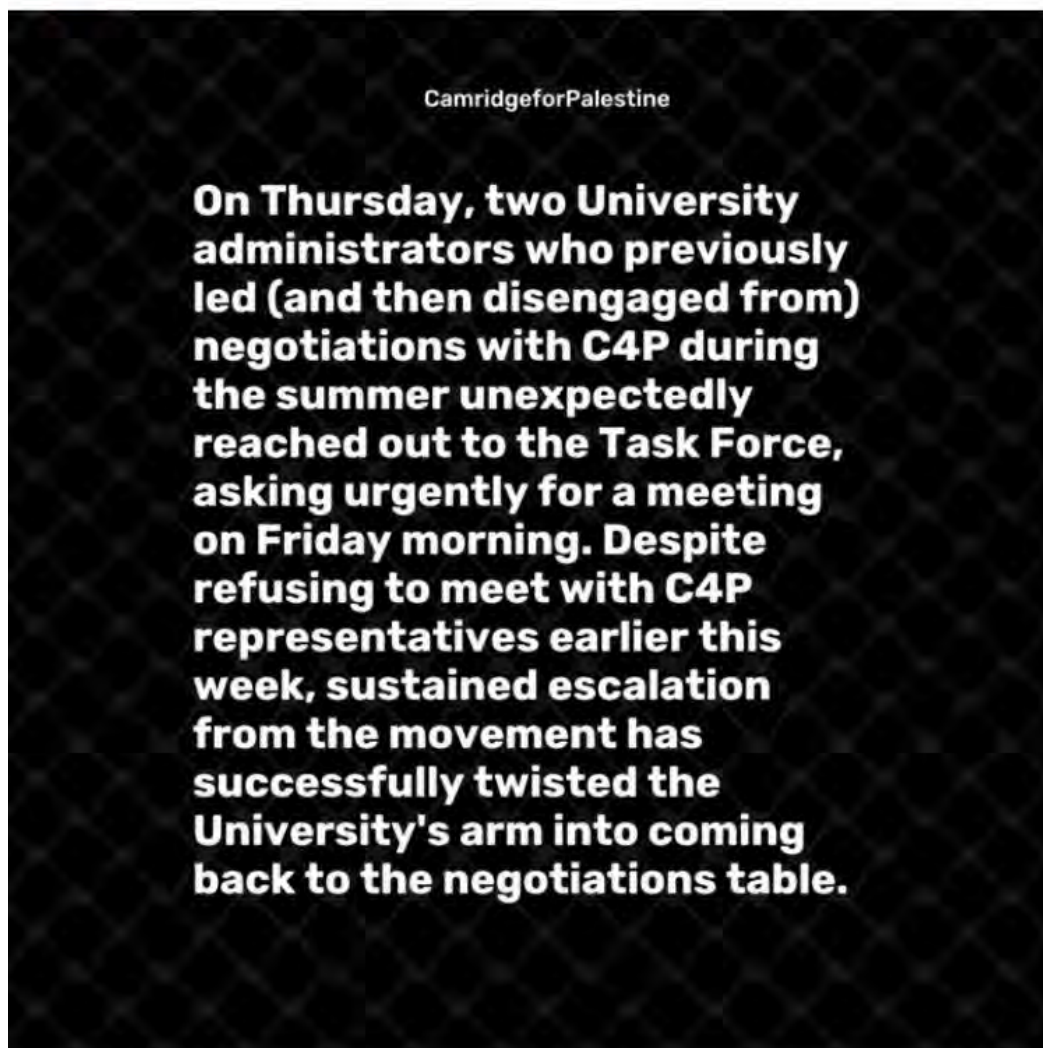 CamridgeforPalestine
On Thursday, two University
administrators who previously
led (and then disengaged from)
negotiations with C4P during
the summer unexpectedly
reached out to the Task Force,
asking urgently for a meeting
on Friday morning. Despite
refusing to meet with C4P
representatives earlier this
week, sustained escalation
from the movement has
successfully twisted the
University's arm into coming
back to the negotiations table.